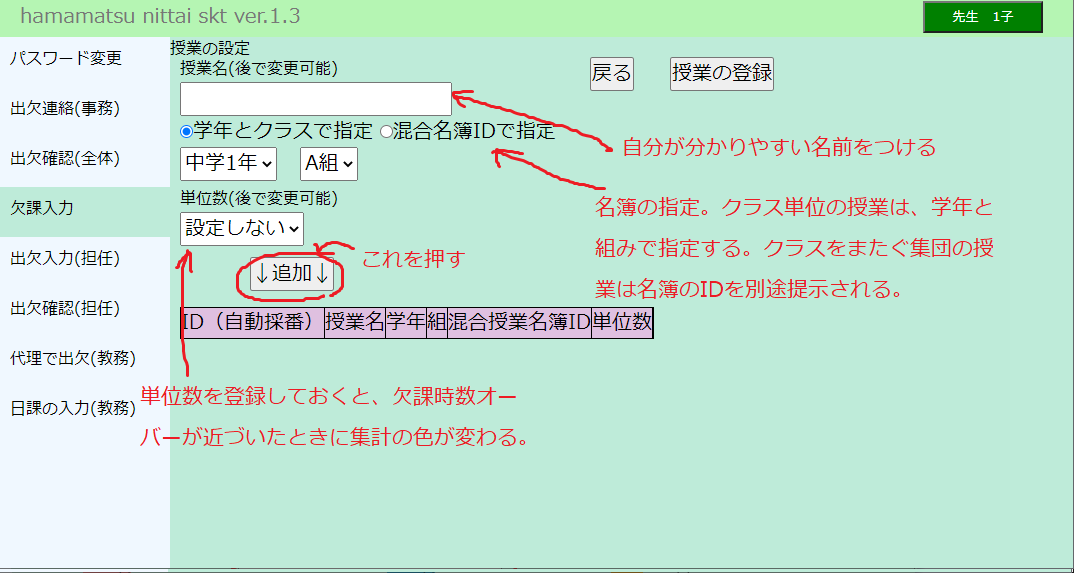 hamamatsu nittai skt ver.1.3
先生　1子
パスワード変更
出欠連絡(事務)
出欠確認(全体)
欠課入力
出欠入力(担任)
出欠確認(担任)
代理で出欠(教務)
日課の入力(教務)
授業の設定
授業名(後で変更可能)
戻る
授業の登録
学年とクラスで指定 混合名簿IDで指定
中学1年 A組
単位数(後で変更可能)
設定しない
↓追加↓
ID（自動採番） 授業名 学年 組 混合授業名簿ID 単位数
自分が分かりやすい名前をつける
名簿の指定。クラス単位の授業は、学年と
組みで指定する。クラスをまたぐ集団の授
業は名簿のIDを別途提示される。
これを押す
単位数を登録しておくと、欠課時数オー
バーが近づいたときに集計の色が変わる。